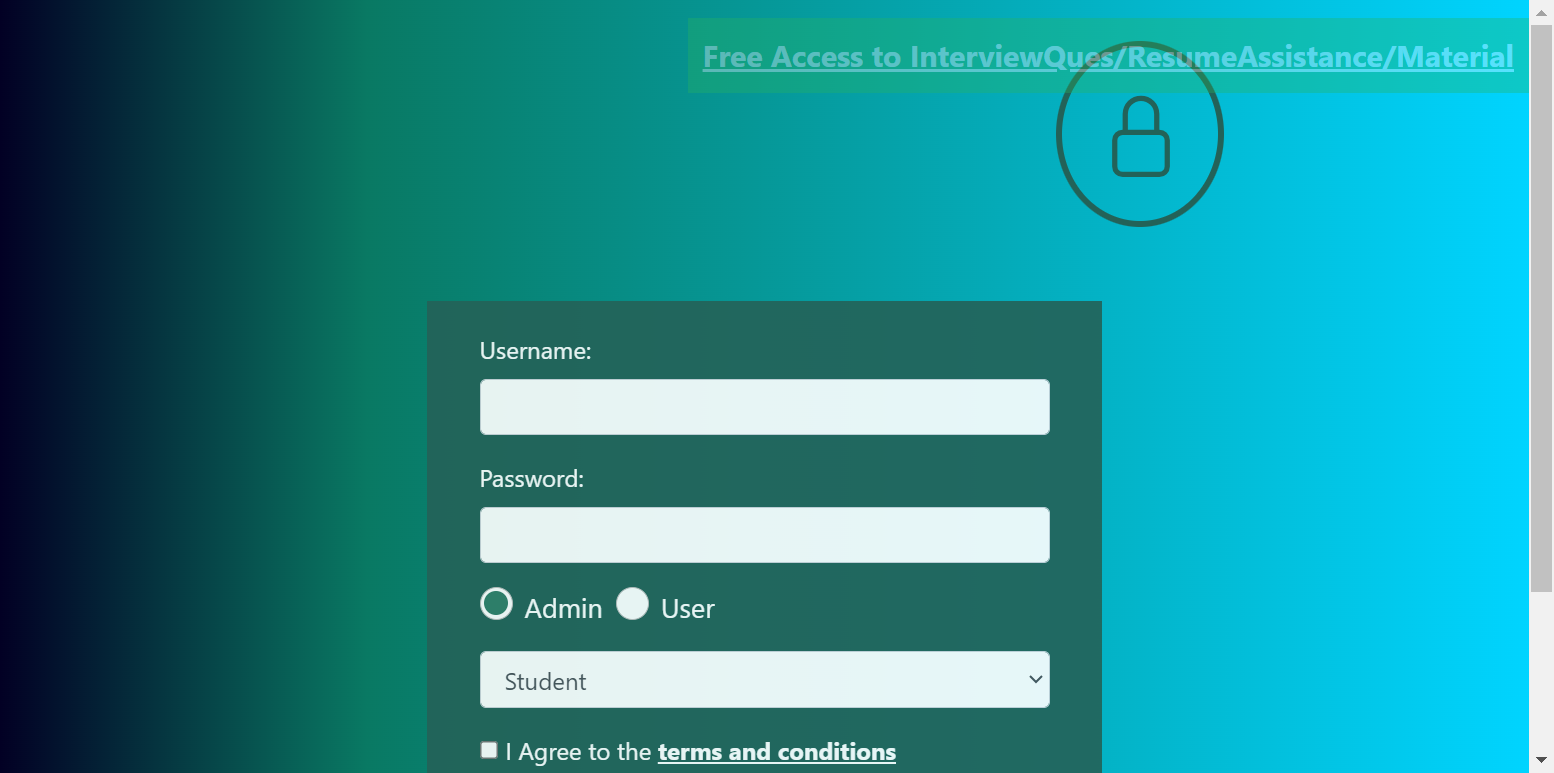 Free Access to InterviewQues/ResumeAssistance/Material
Username:
Password:
Admin User
Student
I Agree to the terms and conditions